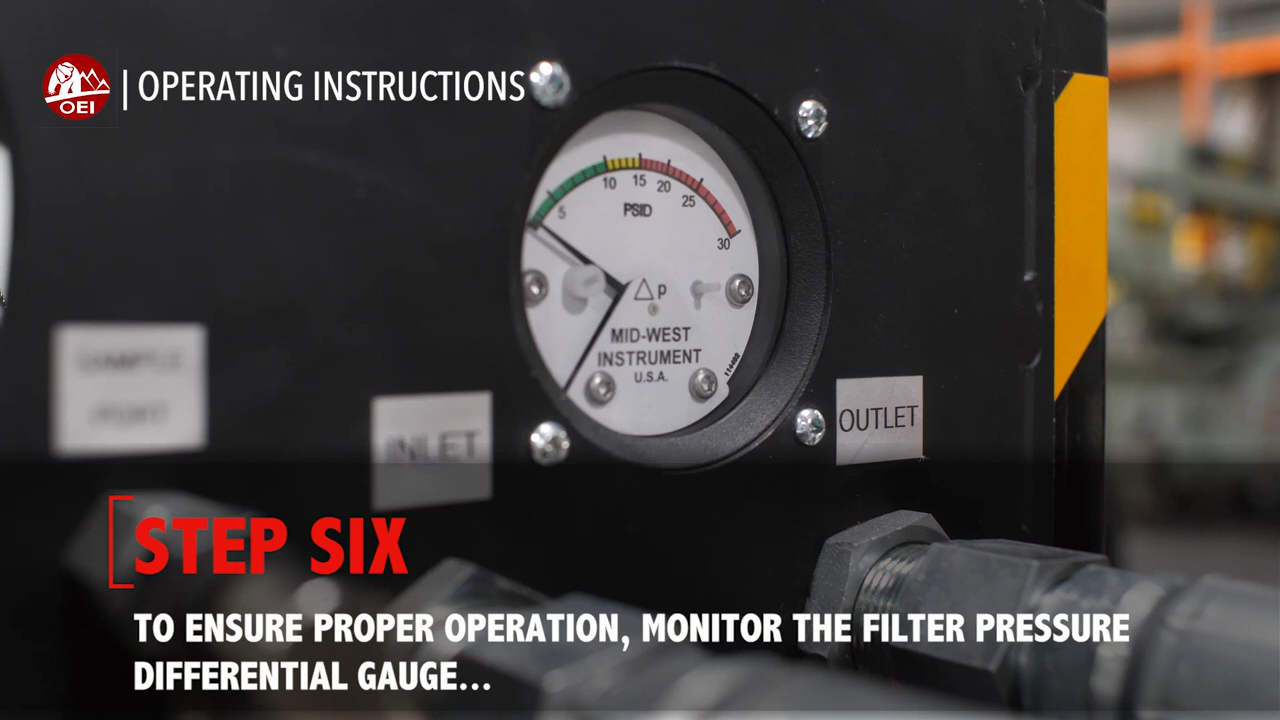 OEI
| OPERATING INSTRUCTIONS
5 10 15 20 25 30
PSID
△p
MID-WEST
INSTRUMENT
U.S.A.
INLET
OUTLET
STEP SIX
TO ENSURE PROPER OPERATION, MONITOR THE FILTER PRESSURE
DIFFERENTIAL GAUGE...